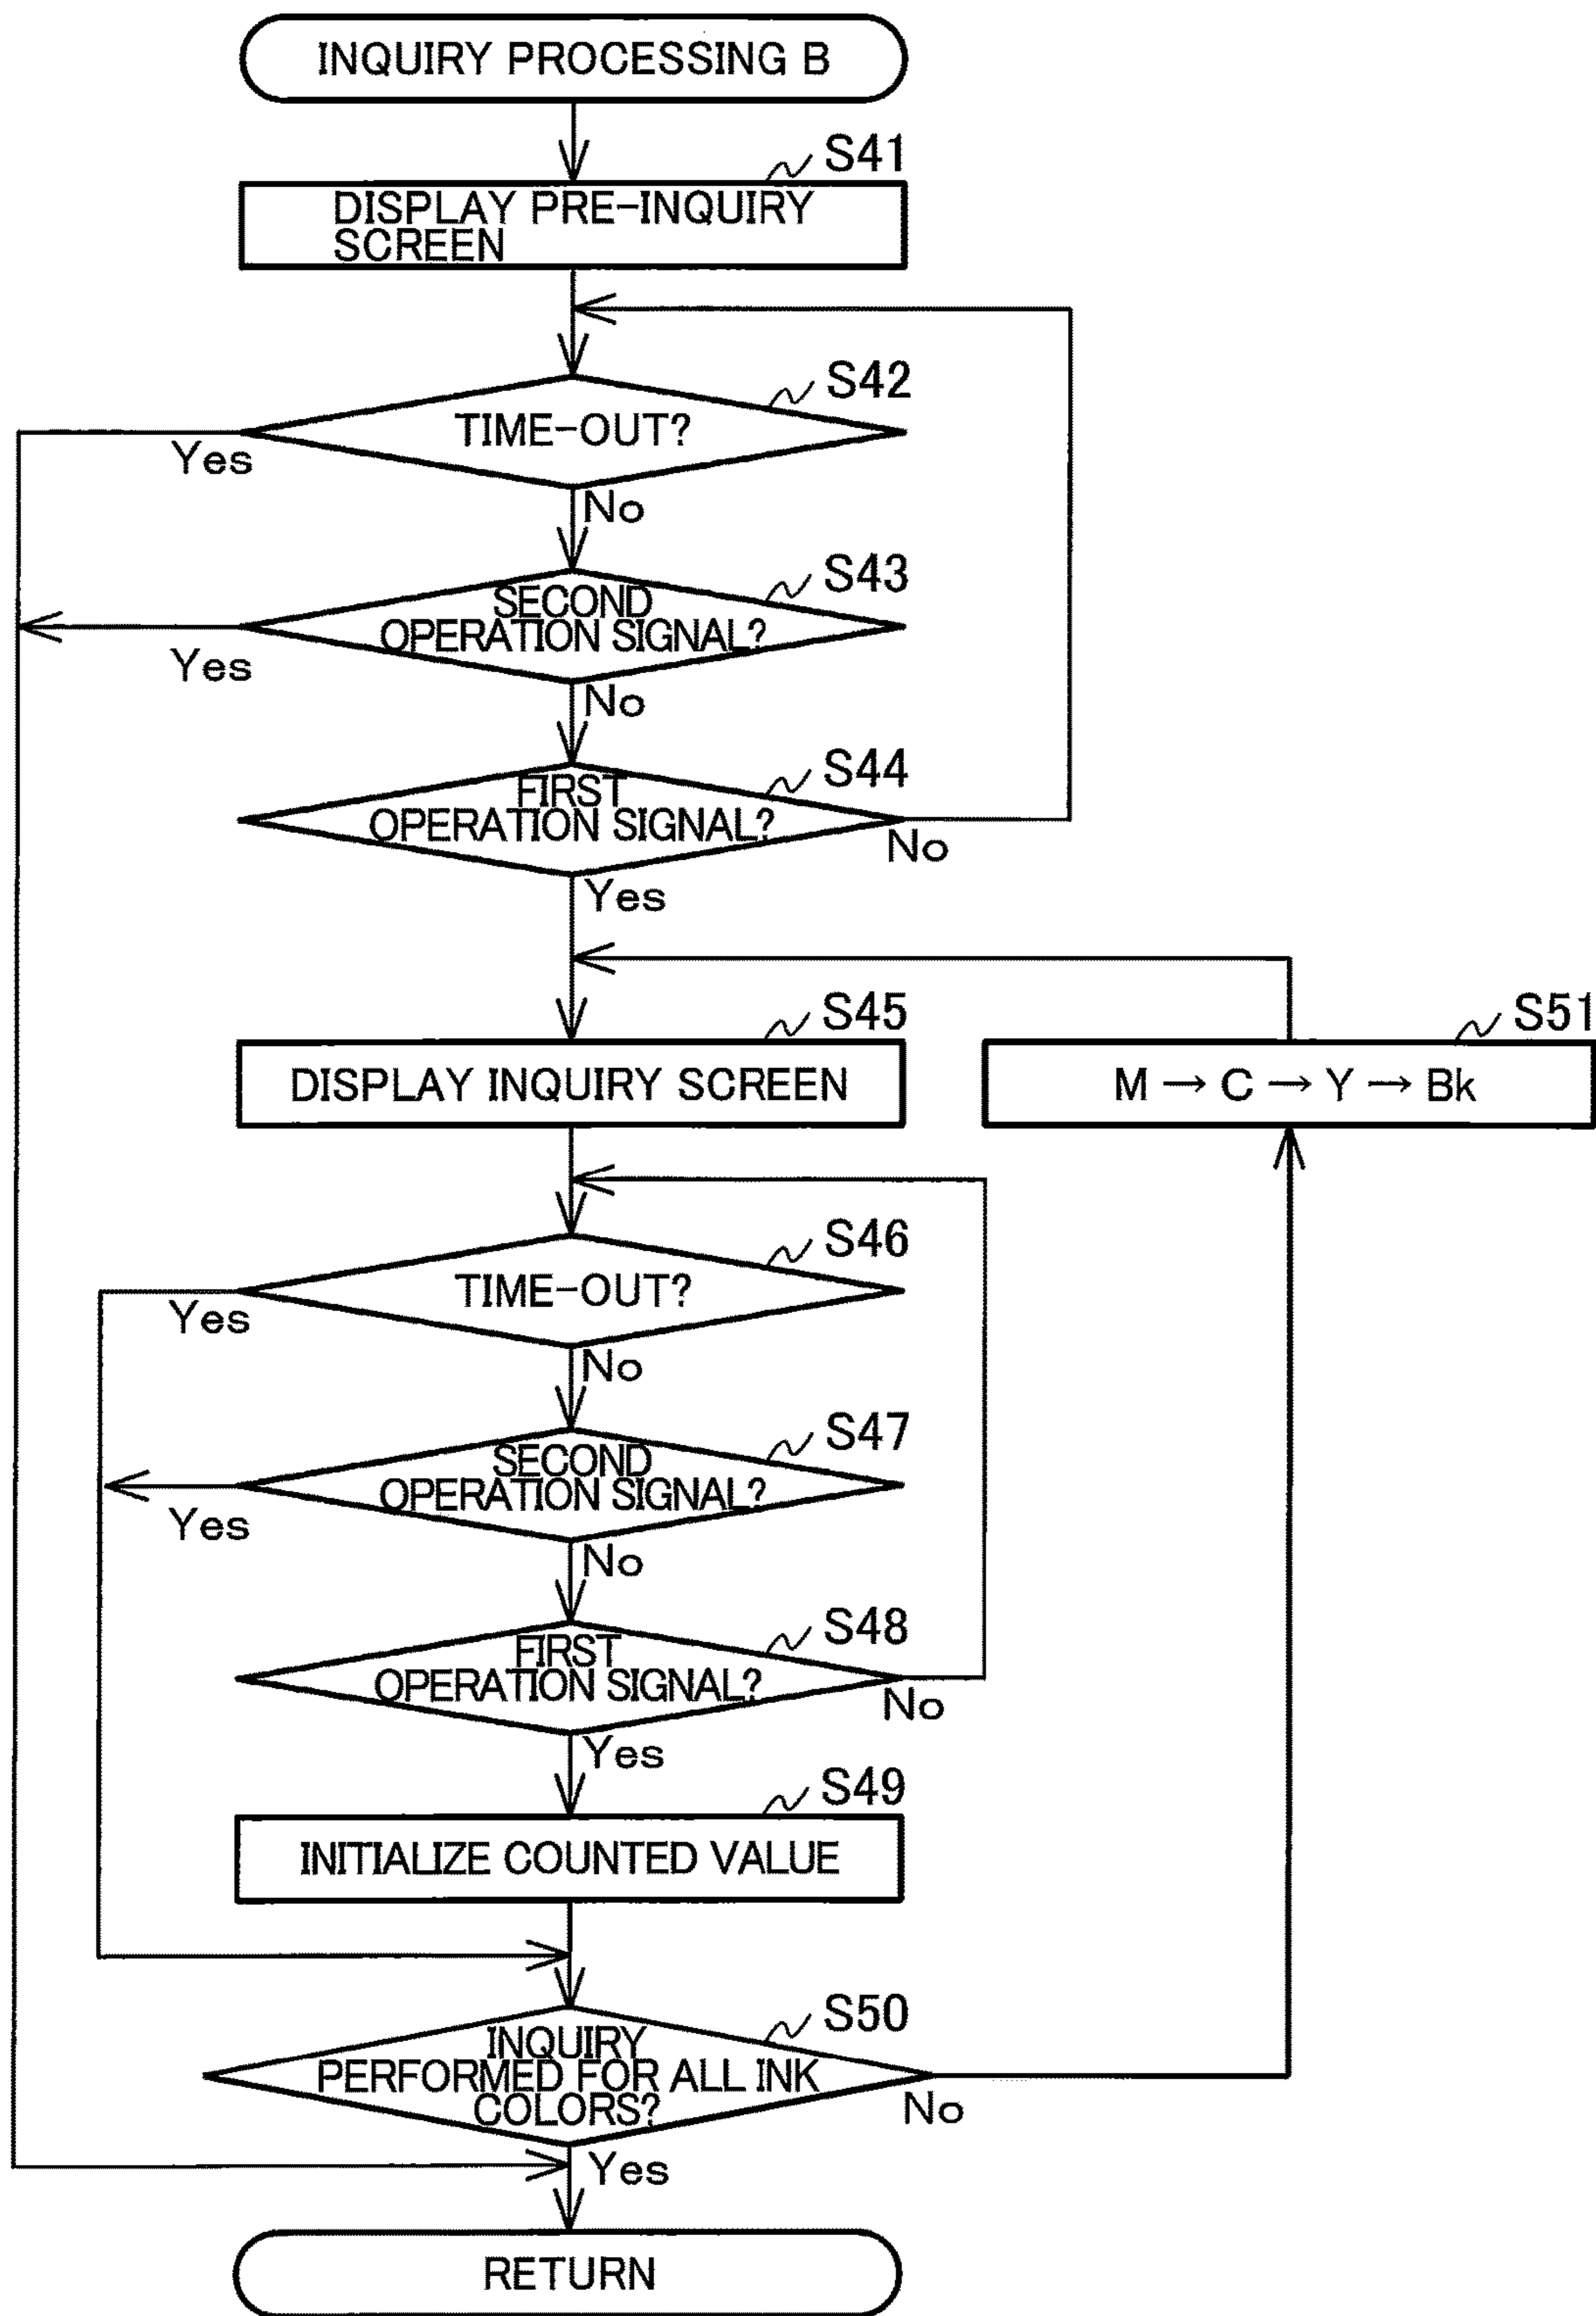 INQUIRY PROCESSING B
S41
DISPLAY PRE-INQUIRY
SCREEN
S42
TIME-OUT?
Yes
No
S43
SECOND
OPERATION SIGNAL?
Yes
No
S44
FIRST
OPERATION SIGNAL?
No
Yes
S45
DISPLAY INQUIRY SCREEN
S51
M → C → Y → Bk
S46
TIME-OUT?
Yes
No
S47
SECOND
OPERATION SIGNAL?
Yes
No
S48
FIRST
OPERATION SIGNAL?
No
Yes
S49
INITIALIZE COUNTED VALUE
S50
INQUIRY
PERFORMED FOR ALL INK
COLORS?
No
Yes
RETURN